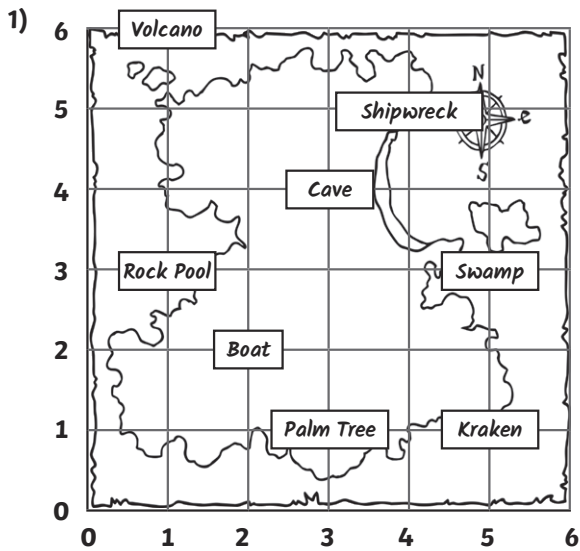 1)
6
Volcano
N
5
Shipwreck
e
S
4
Cave
3
Rock Pool
Swamp
2
Boat
1
Palm Tree
Kraken
0
0 1 2 3 4 5 6